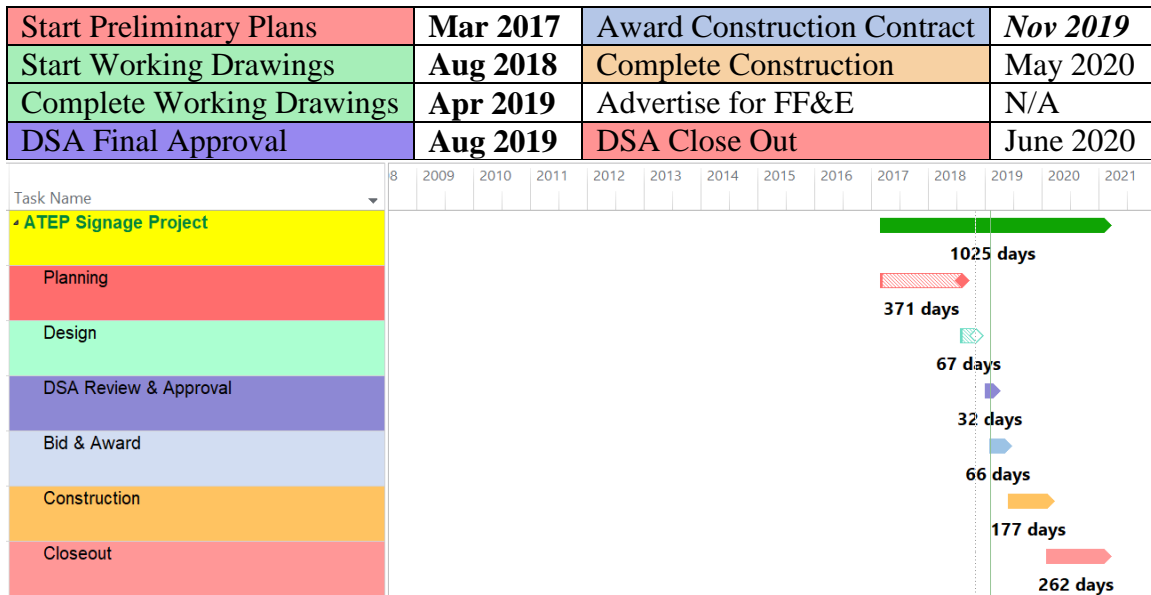 Start Preliminary Plans Mar 2017 Award Construction Contract Nov 2019
Start Working Drawings Aug 2018 Complete Construction May 2020
Complete Working Drawings Apr 2019 Advertise for FF&E N/A
DSA Final Approval Aug 2019 DSA Close Out June 2020
Task Name 8 2009 2010 2011 2012 2013 2014 2015 2016 2017 2018 2019 2020 2021
ATEP Signage Project
1025 days
Planning
371 days
Design
67 days
DSA Review & Approval
32 days
Bid & Award
66 days
Construction
177 days
Closeout
262 days